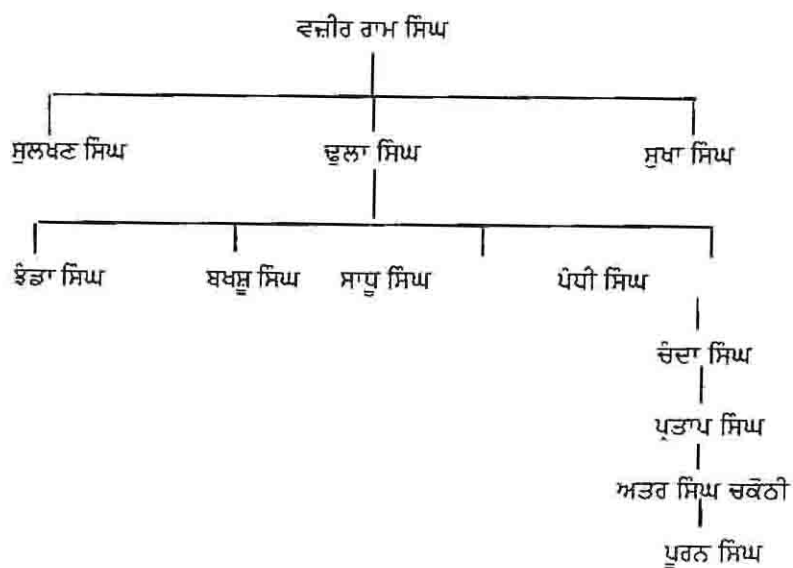 ਵਜ਼ੀਰ ਰਾਮ ਸਿੰਘ
ਸੁਲਖਣ ਸਿੰਘ ਢੁਲਾ ਸਿੰਘ ਸੁਖਾ ਸਿੰਘ
ਝੰਡਾ ਸਿੰਘ ਬਖਸ਼ੂ ਸਿੰਘ ਸਾਧੂ ਸਿੰਘ ਪੰਧੀ ਸਿੰਘ
ਚੰਦਾ ਸਿੰਘ
ਪ੍ਰਤਾਪ ਸਿੰਘ
ਅਤਰ ਸਿੰਘ ਚਕੋਠੀ
ਪੂਰਨ ਸਿੰਘ